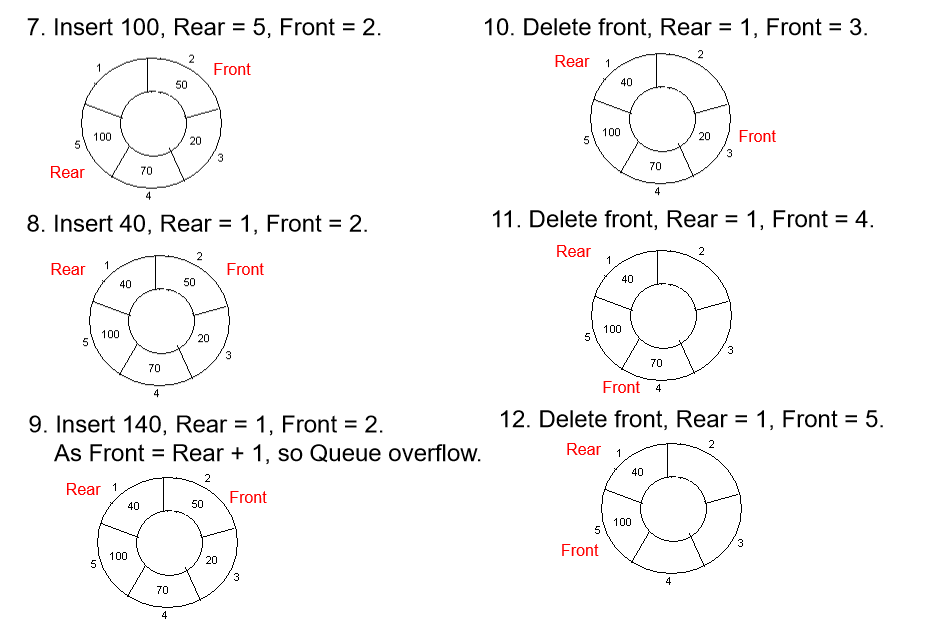 7. Insert 100, Rear = 5, Front = 2.
1
2
Front
50
100
20
5
3
Rear
70
4
8. Insert 40, Rear = 1, Front = 2.
Rear
1
2
Front
40
50
100
20
5
3
70
4
9. Insert 140, Rear = 1, Front = 2.
As Front = Rear + 1, so Queue overflow.
Rear
1
2
Front
40
50
100
20
5
3
70
4
10. Delete front, Rear = 1, Front = 3.
Rear
1
2
40
100
20
Front
5
3
70
4
11. Delete front, Rear = 1, Front = 4.
Rear
1
2
40
100
5
3
70
Front
4
12. Delete front, Rear = 1, Front = 5.
Rear
1
2
40
100
5
3
Front
4